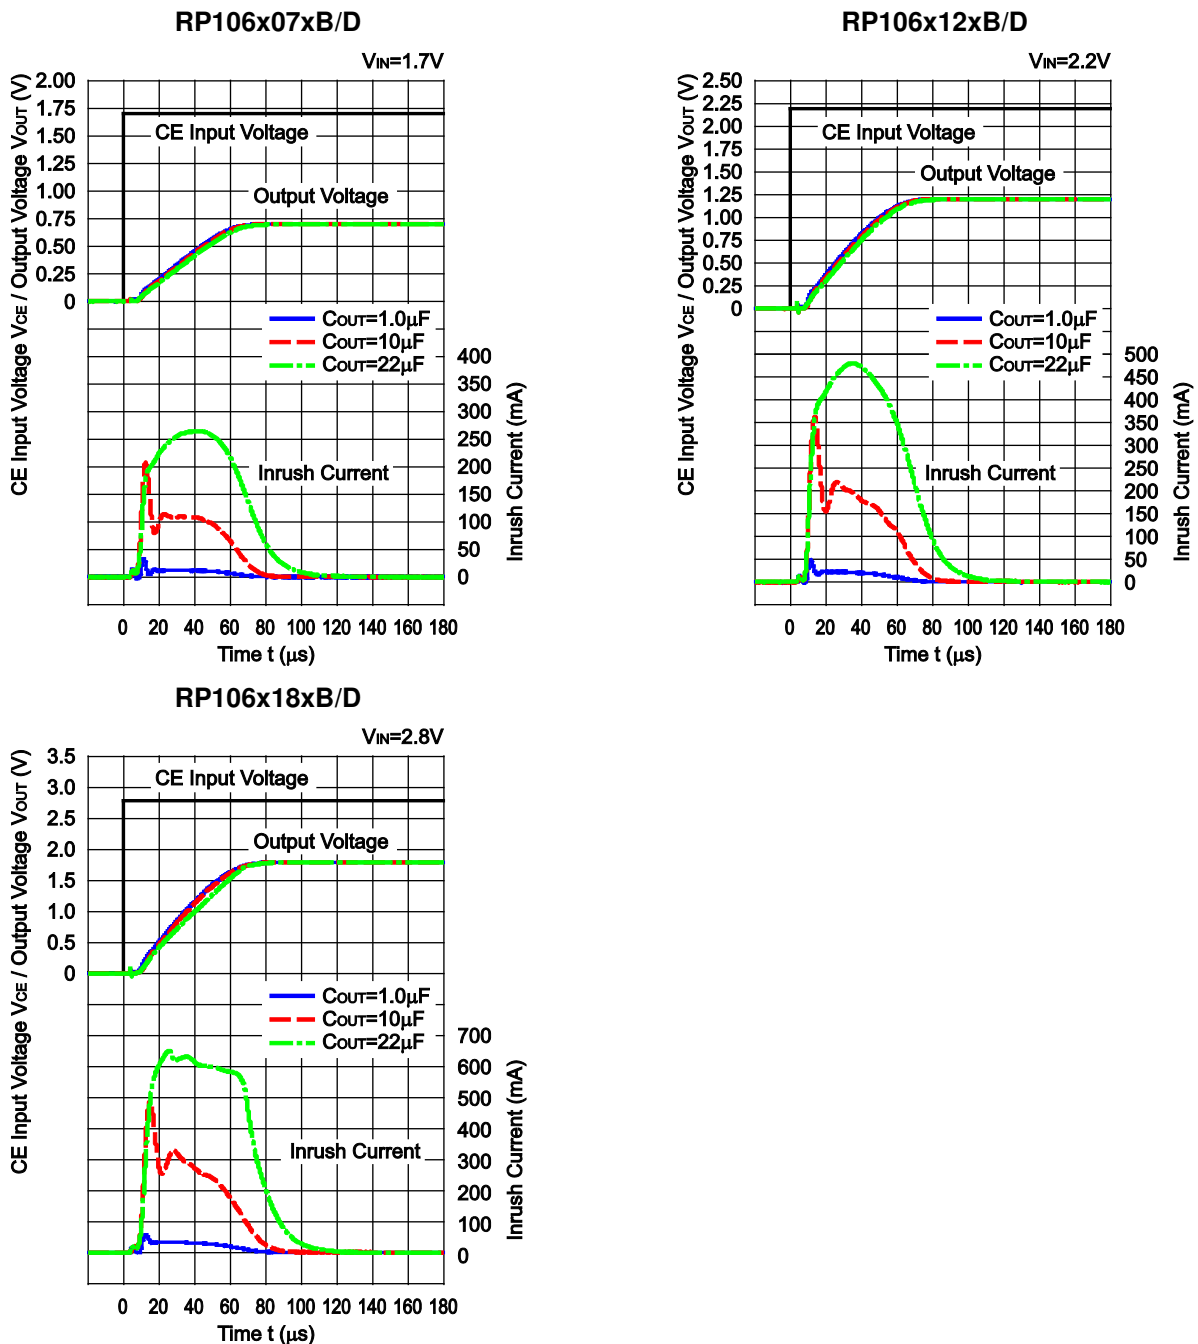 RP106x07xB/D
VIN=1.7V
CE Input Voltage VCE / Output Voltage VOUT (V)
2.00
1.75
1.50
1.25
1.00
0.75
0.50
0.25
0
CE Input Voltage
Output Voltage
COUT=1.0μF
COUT=10μF
COUT=22μF
Inrush Current
400
350
300
250
200
150
100
50
0
Inrush Current (mA)
0 20 40 60 80 100 120 140 160 180
Time t (μs)
RP106x12xB/D
VIN=2.2V
CE Input Voltage VCE / Output Voltage VOUT (V)
2.50
2.25
2.00
1.75
1.50
1.25
1.00
0.75
0.50
0.25
0
CE Input Voltage
Output Voltage
COUT=1.0μF
COUT=10μF
COUT=22μF
Inrush Current
500
450
400
350
300
250
200
150
100
50
0
Inrush Current (mA)
0 20 40 60 80 100 120 140 160 180
Time t (μs)
RP106x18xB/D
VIN=2.8V
CE Input Voltage VCE / Output Voltage VOUT (V)
3.5
3.0
2.5
2.0
1.5
1.0
0.5
0
CE Input Voltage
Output Voltage
COUT=1.0μF
COUT=10μF
COUT=22μF
Inrush Current
700
600
500
400
300
200
100
0
Inrush Current (mA)
0 20 40 60 80 100 120 140 160 180
Time t (μs)